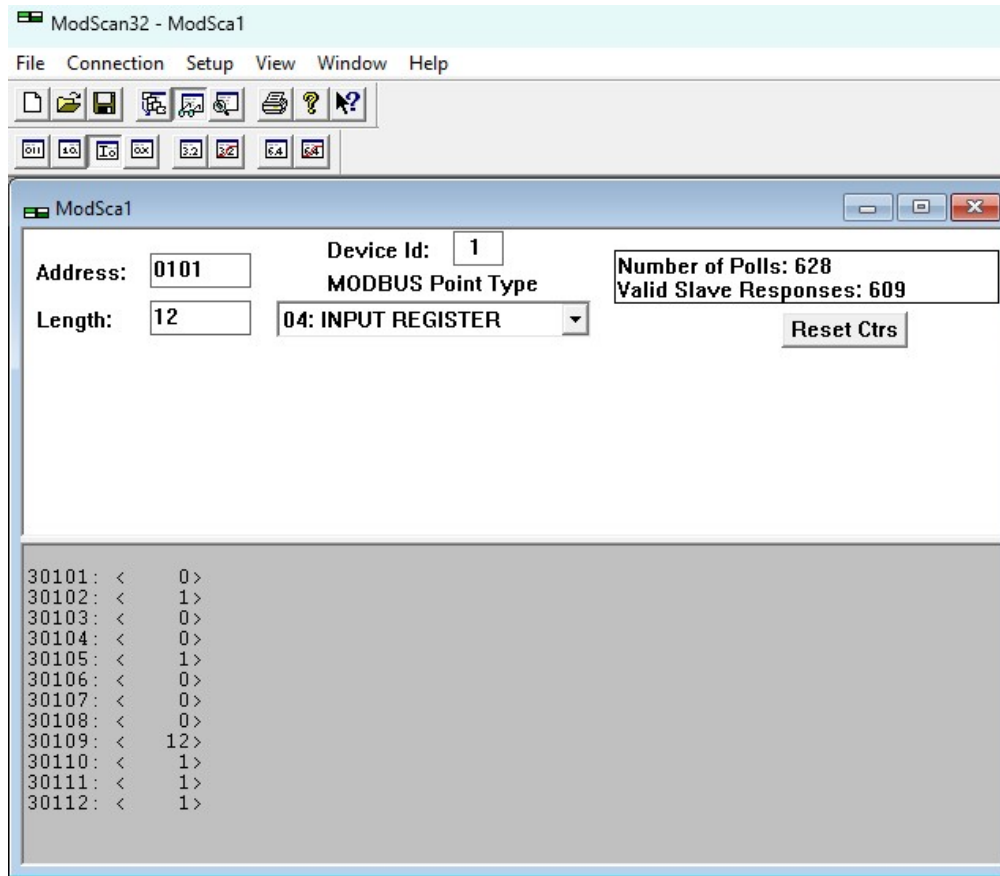 ModScan32 - ModSca1
File Connection Setup View Window Help
ModSca1
Address: 0101
Device Id: 1
MODBUS Point Type
Length: 12
04: INPUT REGISTER
Number of Polls: 628
Valid Slave Responses: 609
Reset Ctrs
30101: < 0>
30102: < 1>
30103: < 0>
30104: < 0>
30105: < 1>
30106: < 0>
30107: < 0>
30108: < 0>
30109: < 12>
30110: < 1>
30111: < 1>
30112: < 1>